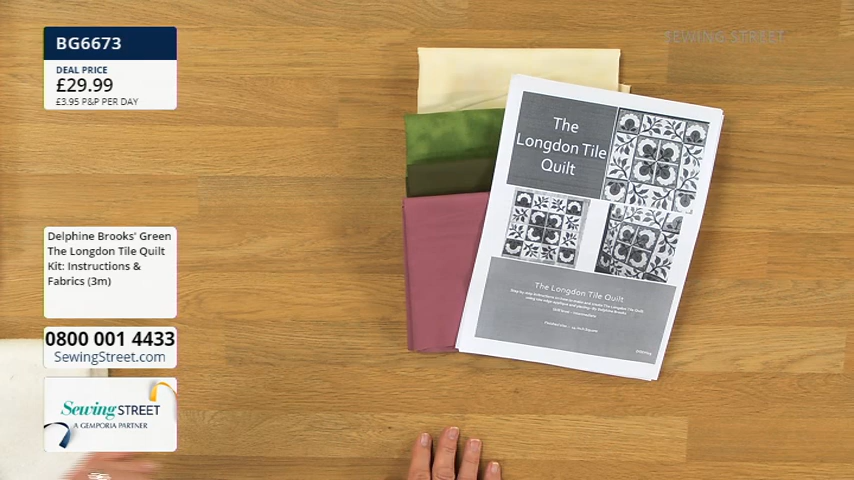 BG6673
DEAL PRICE
£29.99
£3.95 P&P PER DAY
SEWING STREET
The
Longdon Tile
Quilt
Delphine Brooks' Green
The Longdon Tile Quilt
Kit: Instructions &
Fabrics (3m)
The Longdon Tile Quilt
0800 001 4433
SewingStreet.com
Sewing STREET
A GEMPORIA PARTNER